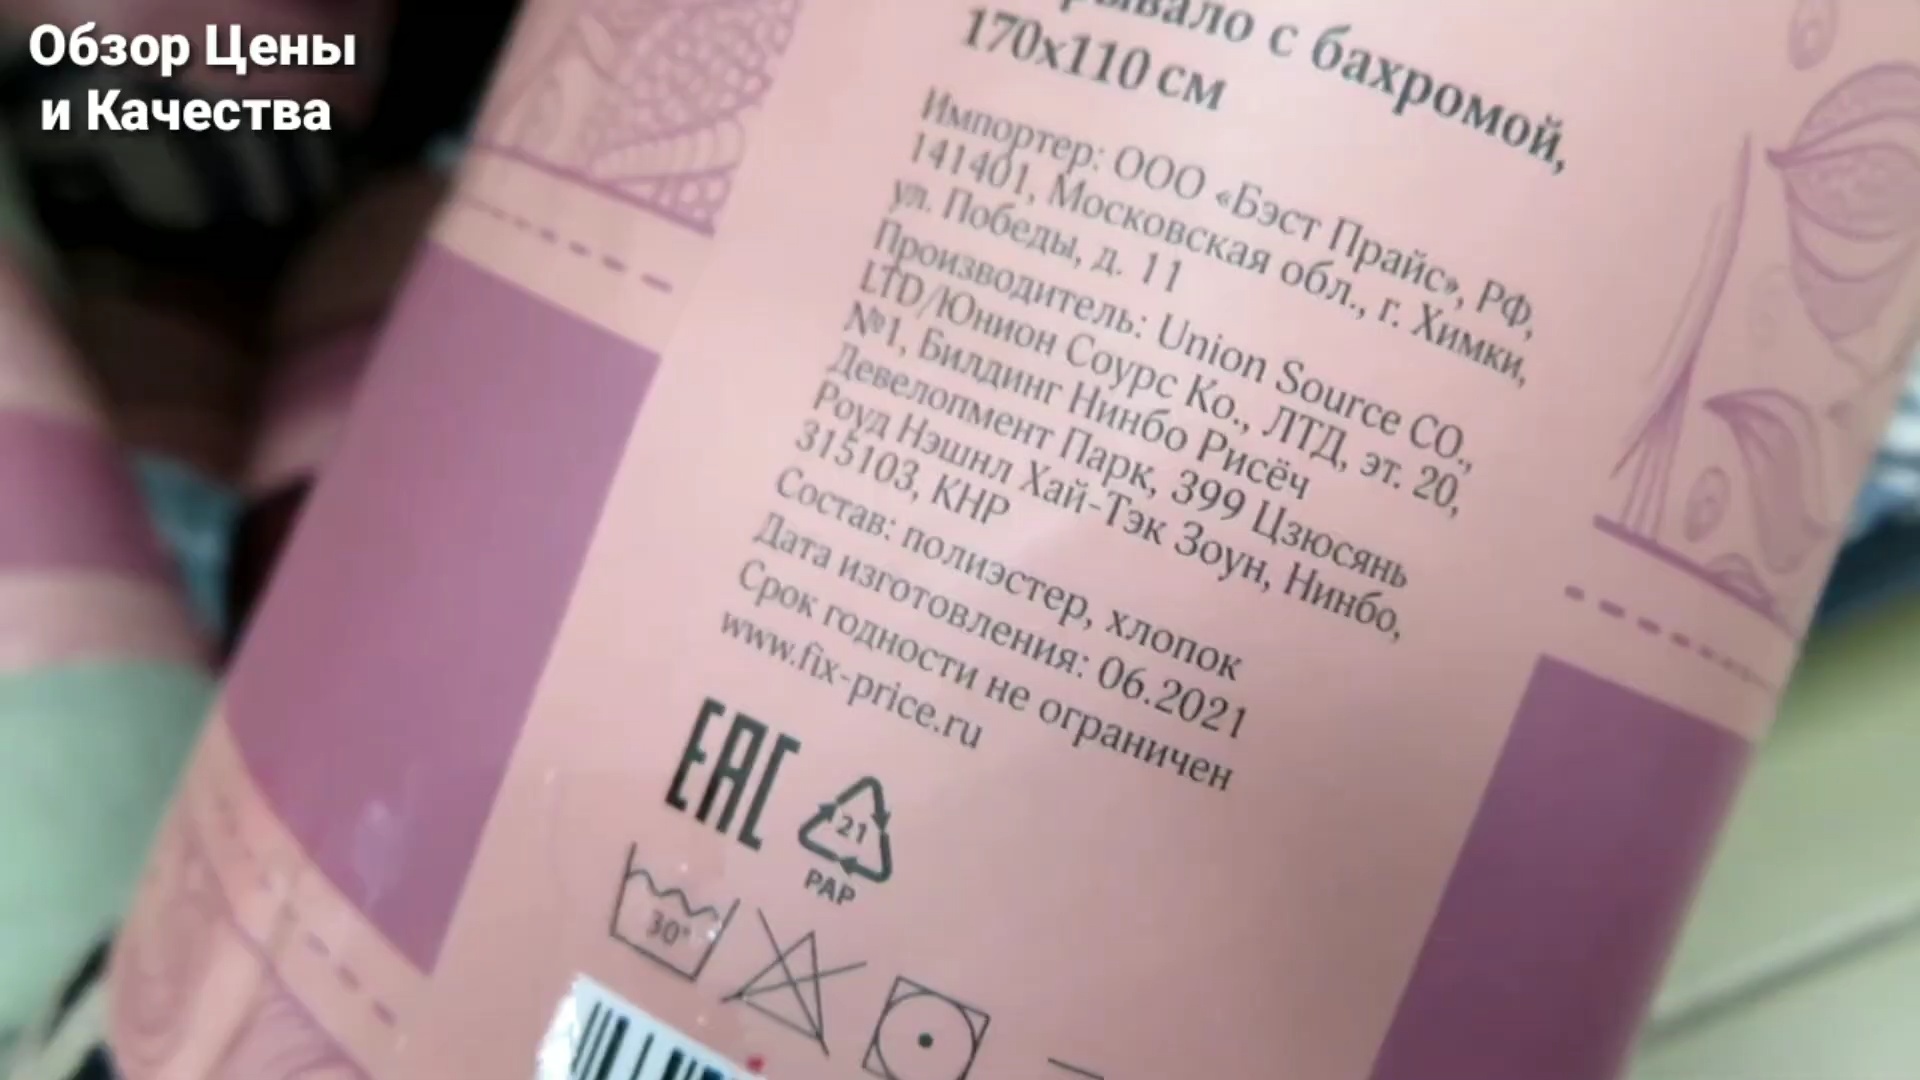 Обзор Цены
и Качества
с бахромой,
170х110 см
Импортер: ООО «Бэст Прайс», РФ,
141401, Московская обл., г. Химки,
ул. Победы, д. 11
Производитель: Union Source CO.,
LTD/Юнион Соурс Ко., ЛТД, эт. 20,
№1, Билдинг Нинбо Рисёч
Девелопмент Парк, 399 Цзюсянь
Роуд Нэшнл Хай-Тэк Зоун, Нинбо,
315103, КНР
Состав: полиэстер, хлопок
Дата изготовления: 06.2021
Срок годности не ограничен
www.fix-price.ru
EAC
21
PAP
30°